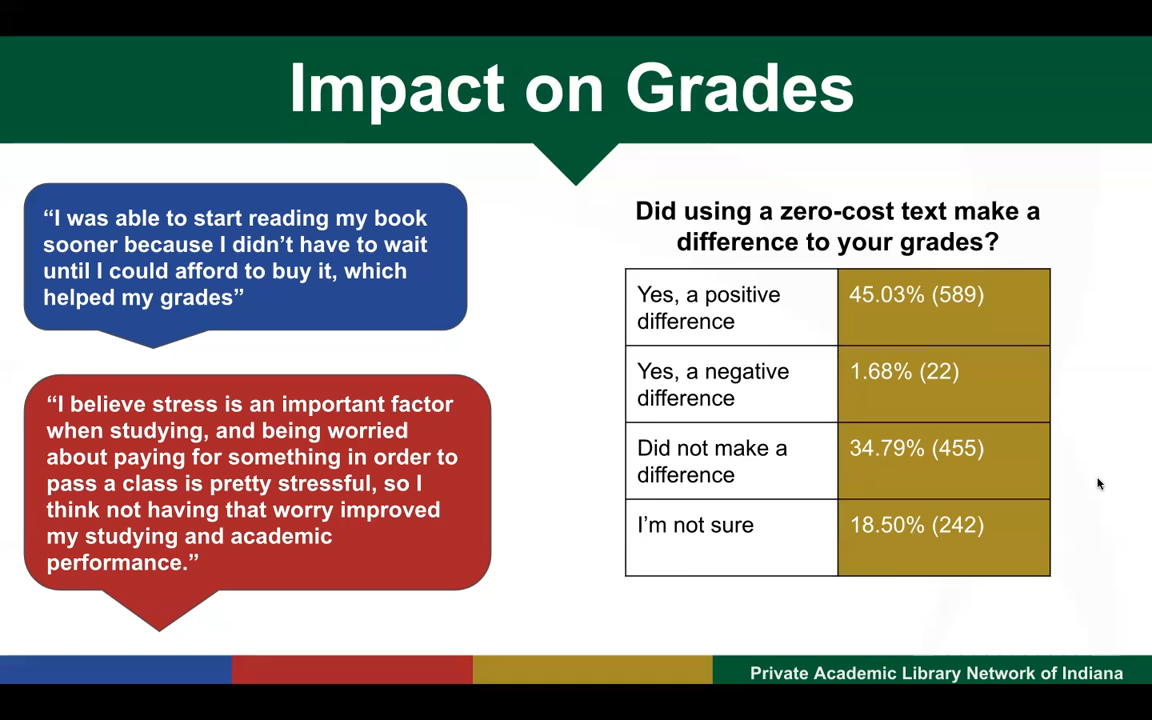 Impact on Grades
“I was able to start reading my book
sooner because I didn’t have to wait
until I could afford to buy it, which
helped my grades”
“I believe stress is an important factor
when studying, and being worried
about paying for something in order to
pass a class is pretty stressful, so I
think not having that worry improved
my studying and academic
performance.”
Did using a zero-cost text make a
difference to your grades?
Yes, a positive
difference
45.03% (589)
Yes, a negative
difference
1.68% (22)
Did not make a
difference
34.79% (455)
I’m not sure
18.50% (242)
Private Academic Library Network of Indiana